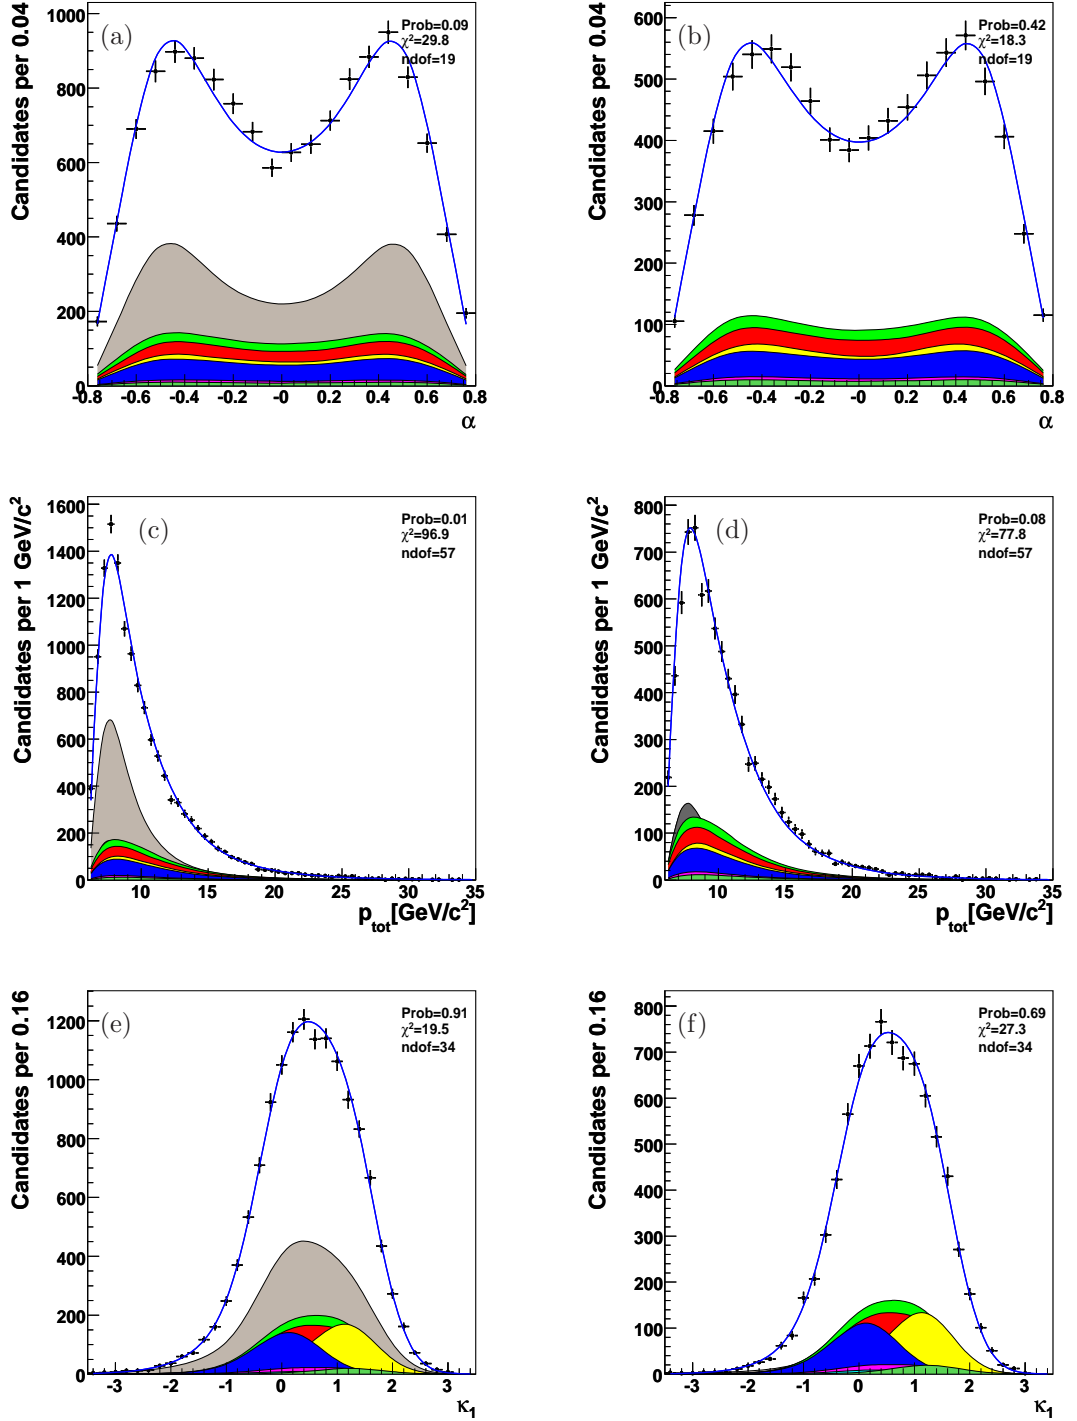 Candidates per 0.04
(a)
Prob=0.09
χ²=29.8
ndof=19
1000
800
600
400
200
0
-0.8 -0.6 -0.4 -0.2 -0 0.2 0.4 0.6 0.8
α
Candidates per 0.04
(b)
Prob=0.42
χ²=18.3
ndof=19
600
500
400
300
200
100
0
-0.8 -0.6 -0.4 -0.2 -0 0.2 0.4 0.6 0.8
α
Candidates per 1 GeV/c²
(c)
Prob=0.01
χ²=96.9
ndof=57
1600
1400
1200
1000
800
600
400
200
0
10 15 20 25 30 35
p_tot[GeV/c²]
Candidates per 1 GeV/c²
(d)
Prob=0.08
χ²=77.8
ndof=57
800
700
600
500
400
300
200
100
0
10 15 20 25 30 35
p_tot[GeV/c²]
Candidates per 0.16
(e)
Prob=0.91
χ²=19.5
ndof=34
1200
1000
800
600
400
200
0
-3 -2 -1 0 1 2 3
κ₁
Candidates per 0.16
(f)
Prob=0.69
χ²=27.3
ndof=34
800
700
600
500
400
300
200
100
0
-3 -2 -1 0 1 2 3
κ₁